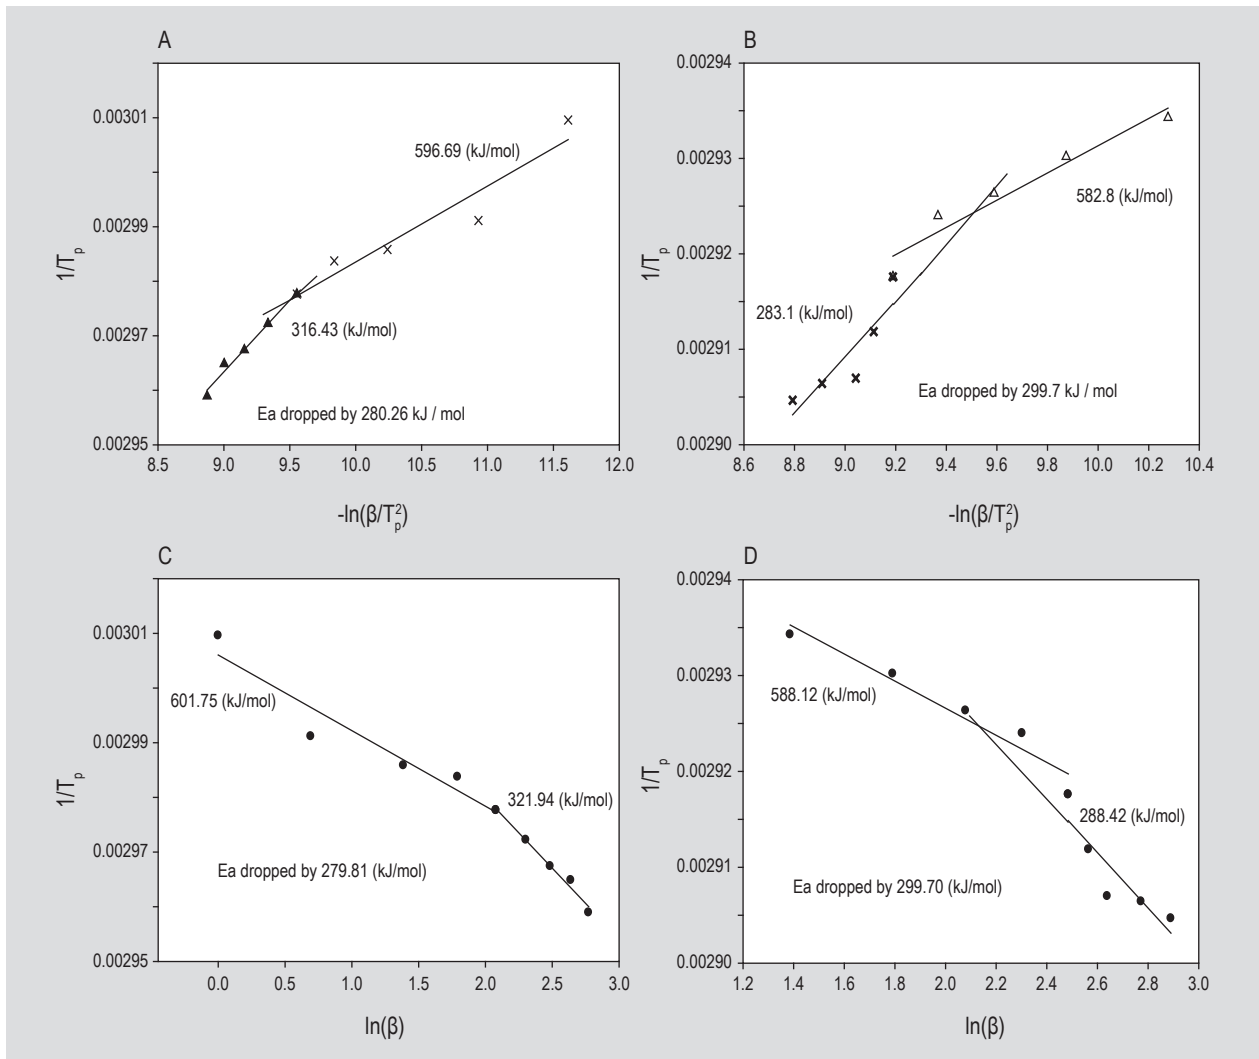 A
0.00301
0.00299
0.00297
0.00295
1/Tp
596.69 (kJ/mol)
316.43 (kJ/mol)
Ea dropped by 280.26 kJ / mol
8.5 9.0 9.5 10.0 10.5 11.0 11.5 12.0
-ln(β/Tp²)
B
0.00294
0.00293
0.00292
0.00291
0.00290
1/Tp
582.8 (kJ/mol)
283.1 (kJ/mol)
Ea dropped by 299.7 kJ / mol
8.6 8.8 9.0 9.2 9.4 9.6 9.8 10.0 10.2 10.4
-ln(β/Tp²)
C
0.00301
0.00299
0.00297
0.00295
1/Tp
601.75 (kJ/mol)
321.94 (kJ/mol)
Ea dropped by 279.81 (kJ/mol)
0.0 0.5 1.0 1.5 2.0 2.5 3.0
ln(β)
D
0.00294
0.00293
0.00292
0.00291
0.00290
1/Tp
588.12 (kJ/mol)
288.42 (kJ/mol)
Ea dropped by 299.70 (kJ/mol)
1.2 1.4 1.6 1.8 2.0 2.2 2.4 2.6 2.8 3.0
ln(β)